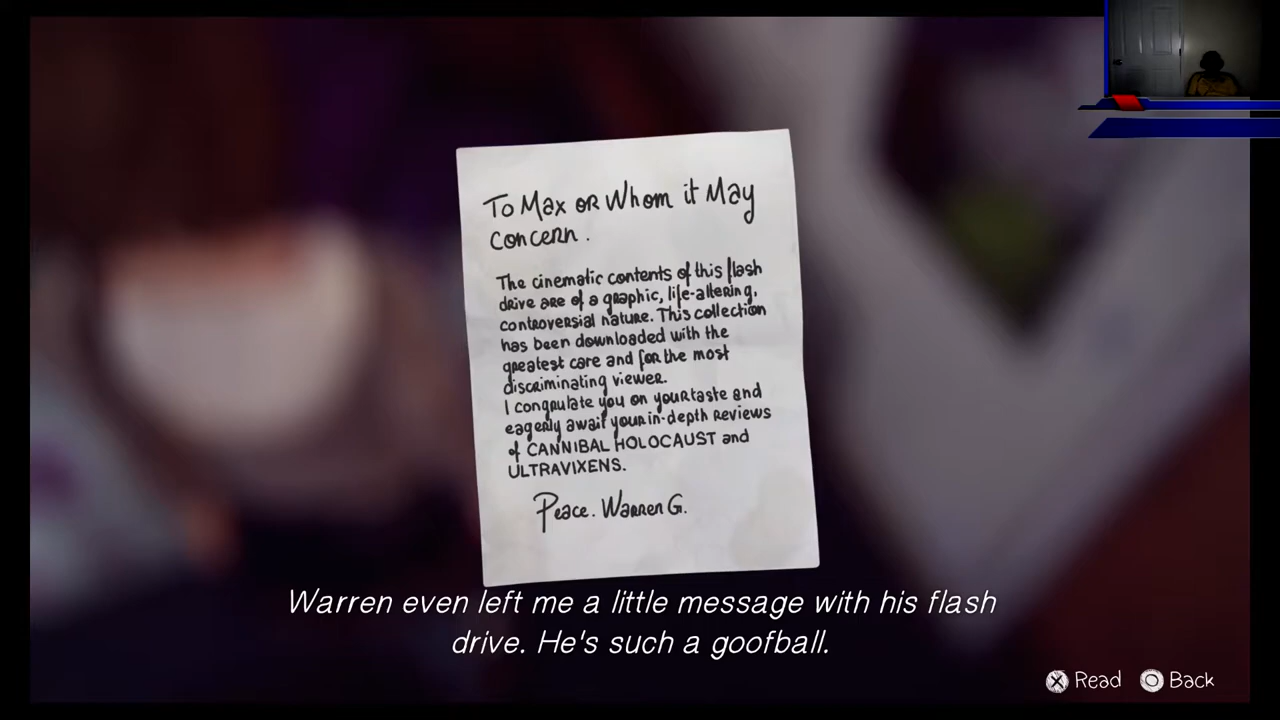 To Max or Whom it May
Concern.
The cinematic contents of this flash
drive are of a graphic, life-altering,
controversial nature. This collection
has been downloaded with the
greatest care and for the most
discriminating viewer.
I congrulate you on your taste and
eagerly await your in-depth reviews
of CANNIBAL HOLOCAUST and
ULTRAVIXENS.
Peace. Warren G.
Warren even left me a little message with his flash
drive. He's such a goofball.
Read Back